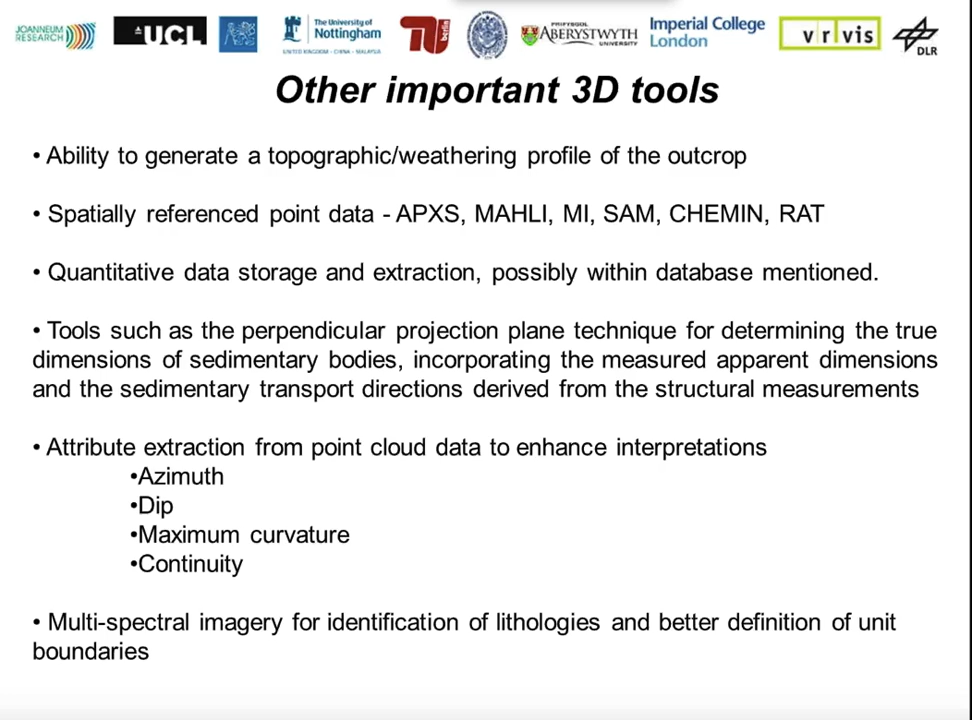 JOANNEUM
RESEARCH
UCL
The University of
Nottingham
UNITED KINGDOM · CHINA · MALAYSIA
berlin
PRIFYSGOL
ABERYSTWYTH
UNIVERSITY
Imperial College
London
vrvis
DLR
Other important 3D tools
• Ability to generate a topographic/weathering profile of the outcrop
• Spatially referenced point data - APXS, MAHLI, MI, SAM, CHEMIN, RAT
• Quantitative data storage and extraction, possibly within database mentioned.
• Tools such as the perpendicular projection plane technique for determining the true
dimensions of sedimentary bodies, incorporating the measured apparent dimensions
and the sedimentary transport directions derived from the structural measurements
• Attribute extraction from point cloud data to enhance interpretations
•Azimuth
•Dip
•Maximum curvature
•Continuity
• Multi-spectral imagery for identification of lithologies and better definition of unit
boundaries